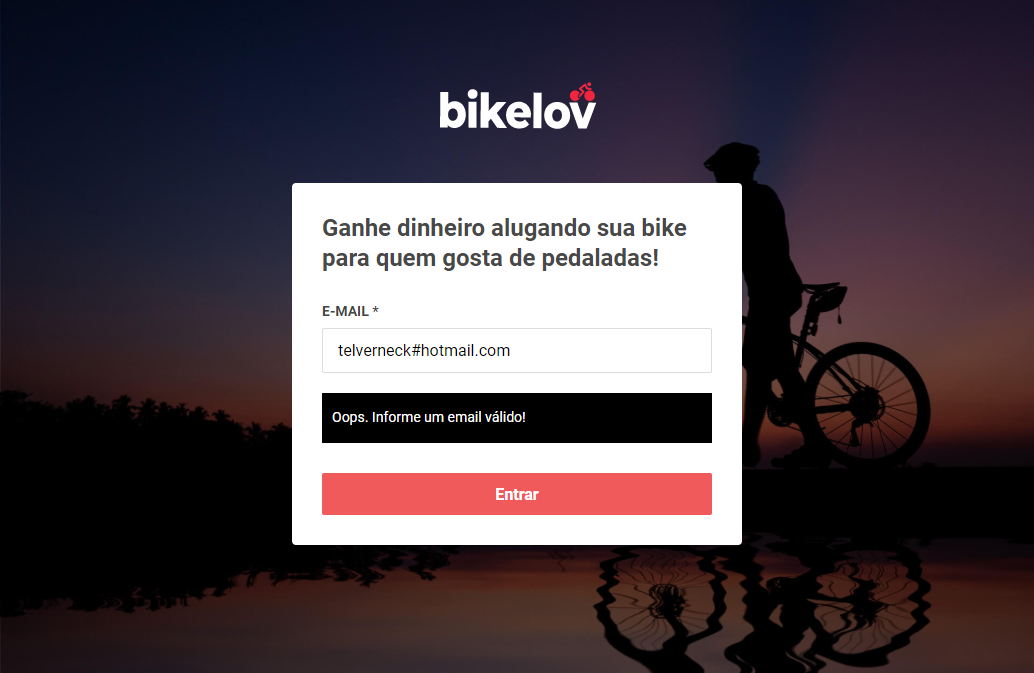 bikelov
Ganhe dinheiro alugando sua bike
para quem gosta de pedaladas!
E-MAIL *
telverneck#hotmail.com
Oops. Informe um email válido!
Entrar